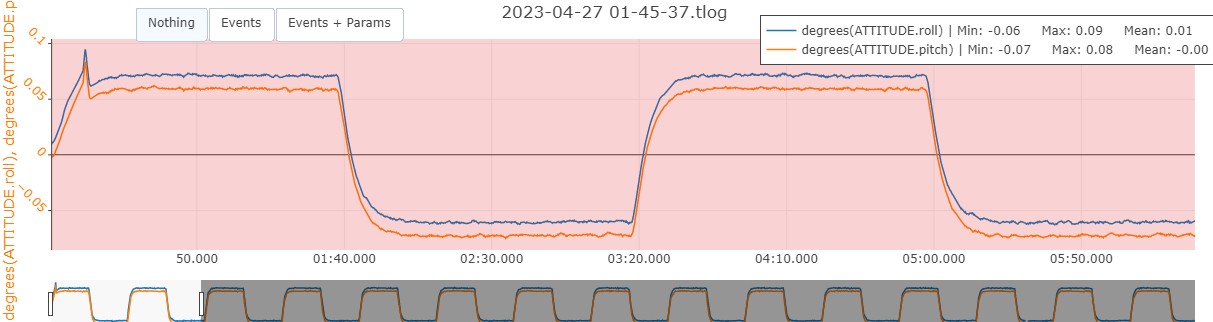 Nothing
Events
Events + Params
2023-04-27 01-45-37.tlog
degrees(ATTITUDE.roll) | Min: -0.06 Max: 0.09 Mean: 0.01
degrees(ATTITUDE.pitch) | Min: -0.07 Max: 0.08 Mean: -0.00
degrees(ATTITUDE.roll), degrees(ATTITUDE.p
0.1
0.05
0
−0.05
50.000
01:40.000
02:30.000
03:20.000
04:10.000
05:00.000
05:50.000